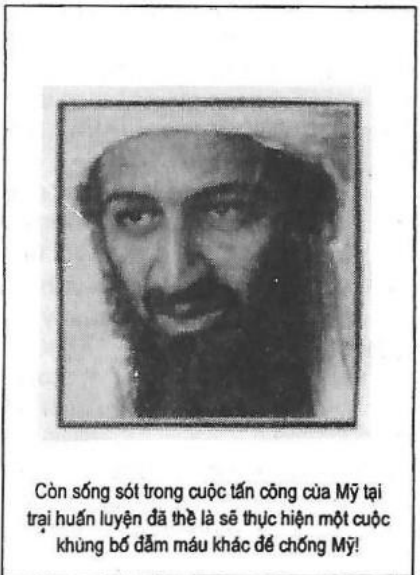 Còn sống sót trong cuộc tấn công của Mỹ tại
trại huấn luyện đã thề là sẽ thực hiện một cuộc
khủng bố đẫm máu khác để chống Mỹ!